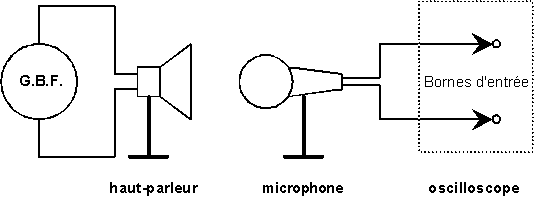 G.B.F.
Bornes d'entrée
haut-parleur
microphone
oscilloscope